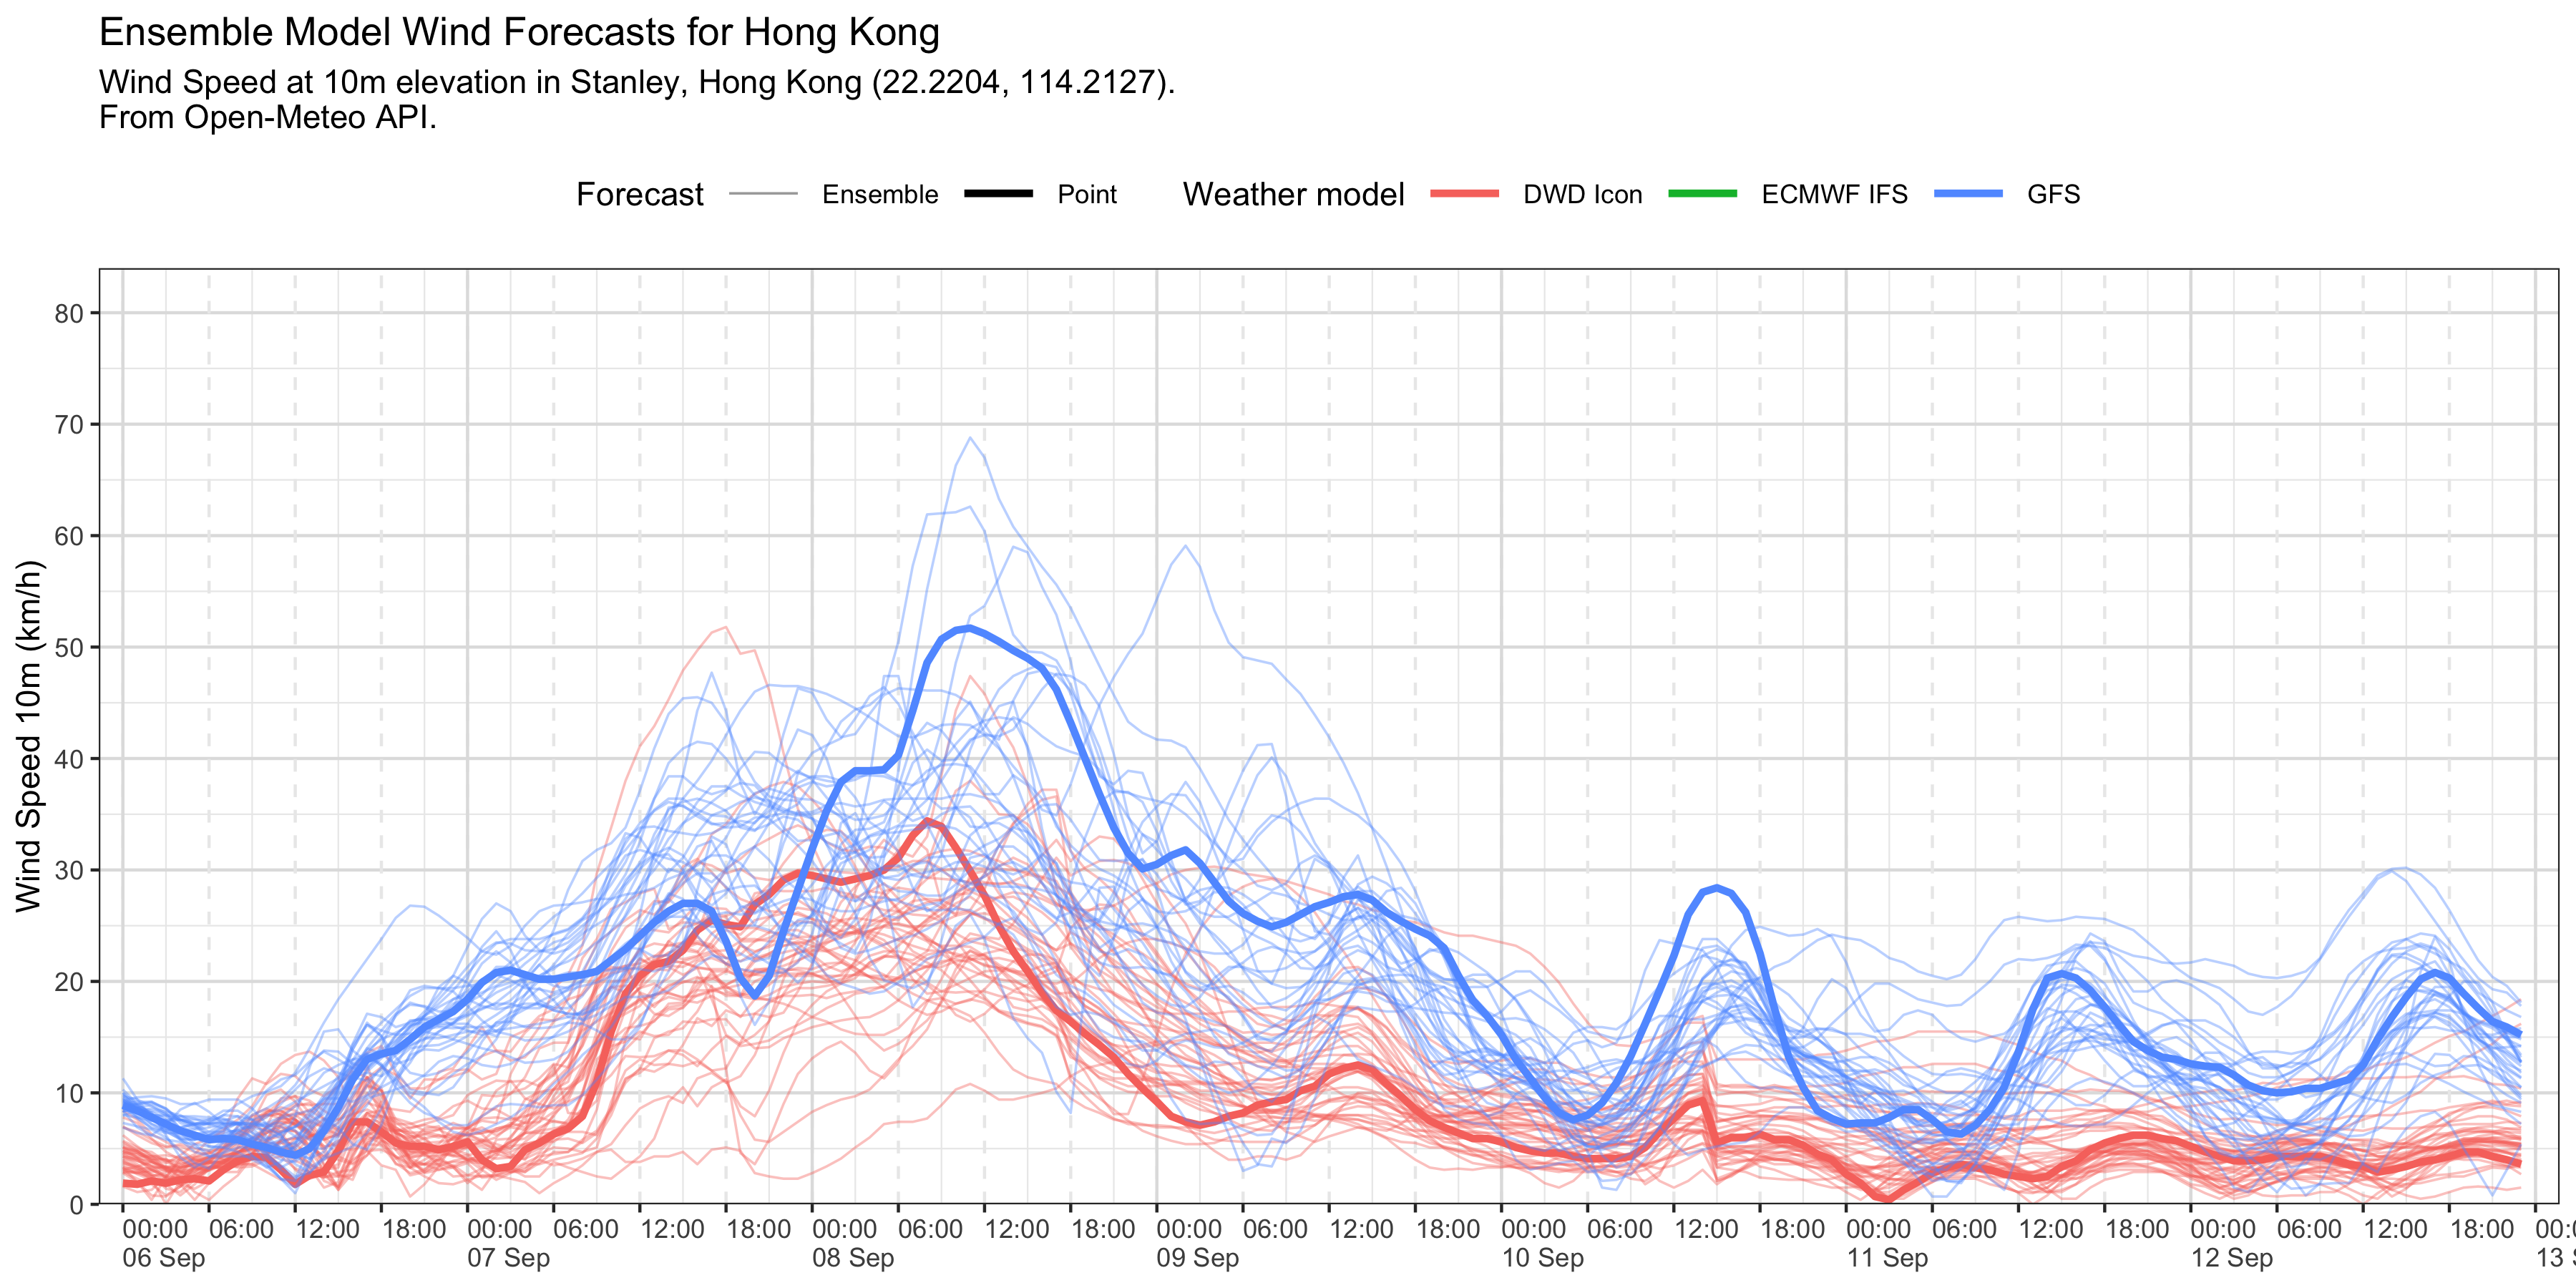 Ensemble Model Wind Forecasts for Hong Kong
Wind Speed at 10m elevation in Stanley, Hong Kong (22.2204, 114.2127).
From Open-Meteo API.
Forecast Ensemble Point Weather model DWD Icon ECMWF IFS GFS
Wind Speed 10m (km/h)
80
70
60
50
40
30
20
10
0
00:00 06:00 12:00 18:00 00:00 06:00 12:00 18:00 00:00 06:00 12:00 18:00 00:00 06:00 12:00 18:00 00:00 06:00 12:00 18:00 00:00 06:00 12:00 18:00 00:00 06:00 12:00 18:00
06 Sep 07 Sep 08 Sep 09 Sep 10 Sep 11 Sep 12 Sep 13